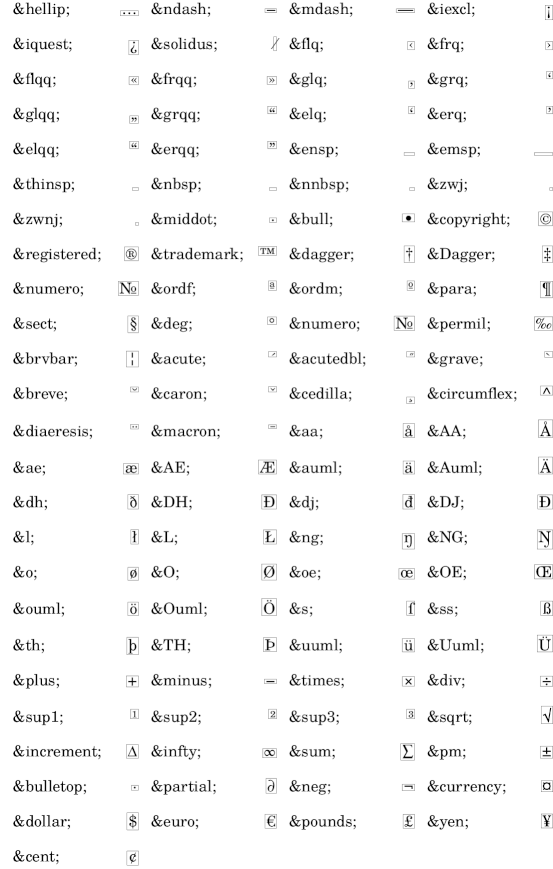 &hellip; … &ndash; – &mdash; — &iexcl; ¡
&iquest; ¿ &solidus; ⁄ &flq; ‹ &frq; ›
&flqq; « &frqq; » &glq; ‚ &grq; ‘
&glqq; „ &grqq; “ &elq; ‘ &erq; ’
&elqq; “ &erqq; ” &ensp; &emsp;
&thinsp; &nbsp; &nnbsp; &zwj;
&zwnj; &middot; · &bull; • &copyright; ©
&registered; ® &trademark; ™ &dagger; † &Dagger; ‡
&numero; № &ordf; ª &ordm; º &para; ¶
&sect; § &deg; ° &numero; № &permil; ‰
&brvbar; ¦ &acute; ´ &acutedbl; ˝ &grave; `
&breve; ˘ &caron; ˇ &cedilla; ¸ &circumflex; ^
&diaeresis; ¨ &macron; ¯ &aa; å &AA; Å
&ae; æ &AE; Æ &auml; ä &Auml; Ä
&dh; ð &DH; Ð &dj; đ &DJ; Đ
&l; ł &L; Ł &ng; ŋ &NG; Ŋ
&o; ø &O; Ø &oe; œ &OE; Œ
&ouml; ö &Ouml; Ö &s; ſ &ss; ß
&th; þ &TH; Þ &uuml; ü &Uuml; Ü
&plus; + &minus; − &times; × &div; ÷
&sup1; ¹ &sup2; ² &sup3; ³ &sqrt; √
&increment; ∆ &infty; ∞ &sum; ∑ &pm; ±
&bulletop; ∙ &partial; ∂ &neg; ¬ &currency; ¤
&dollar; $ &euro; € &pounds; £ &yen; ¥
&cent; ¢